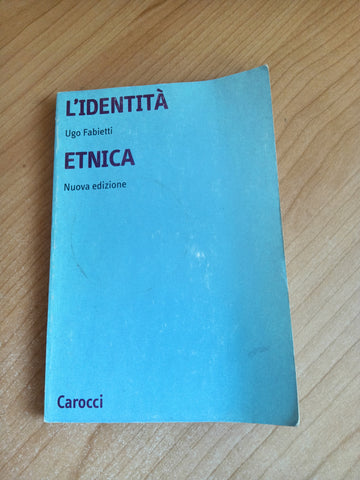 L'IDENTITÀ
Ugo Fabietti
ETNICA
Nuova edizione
Carocci